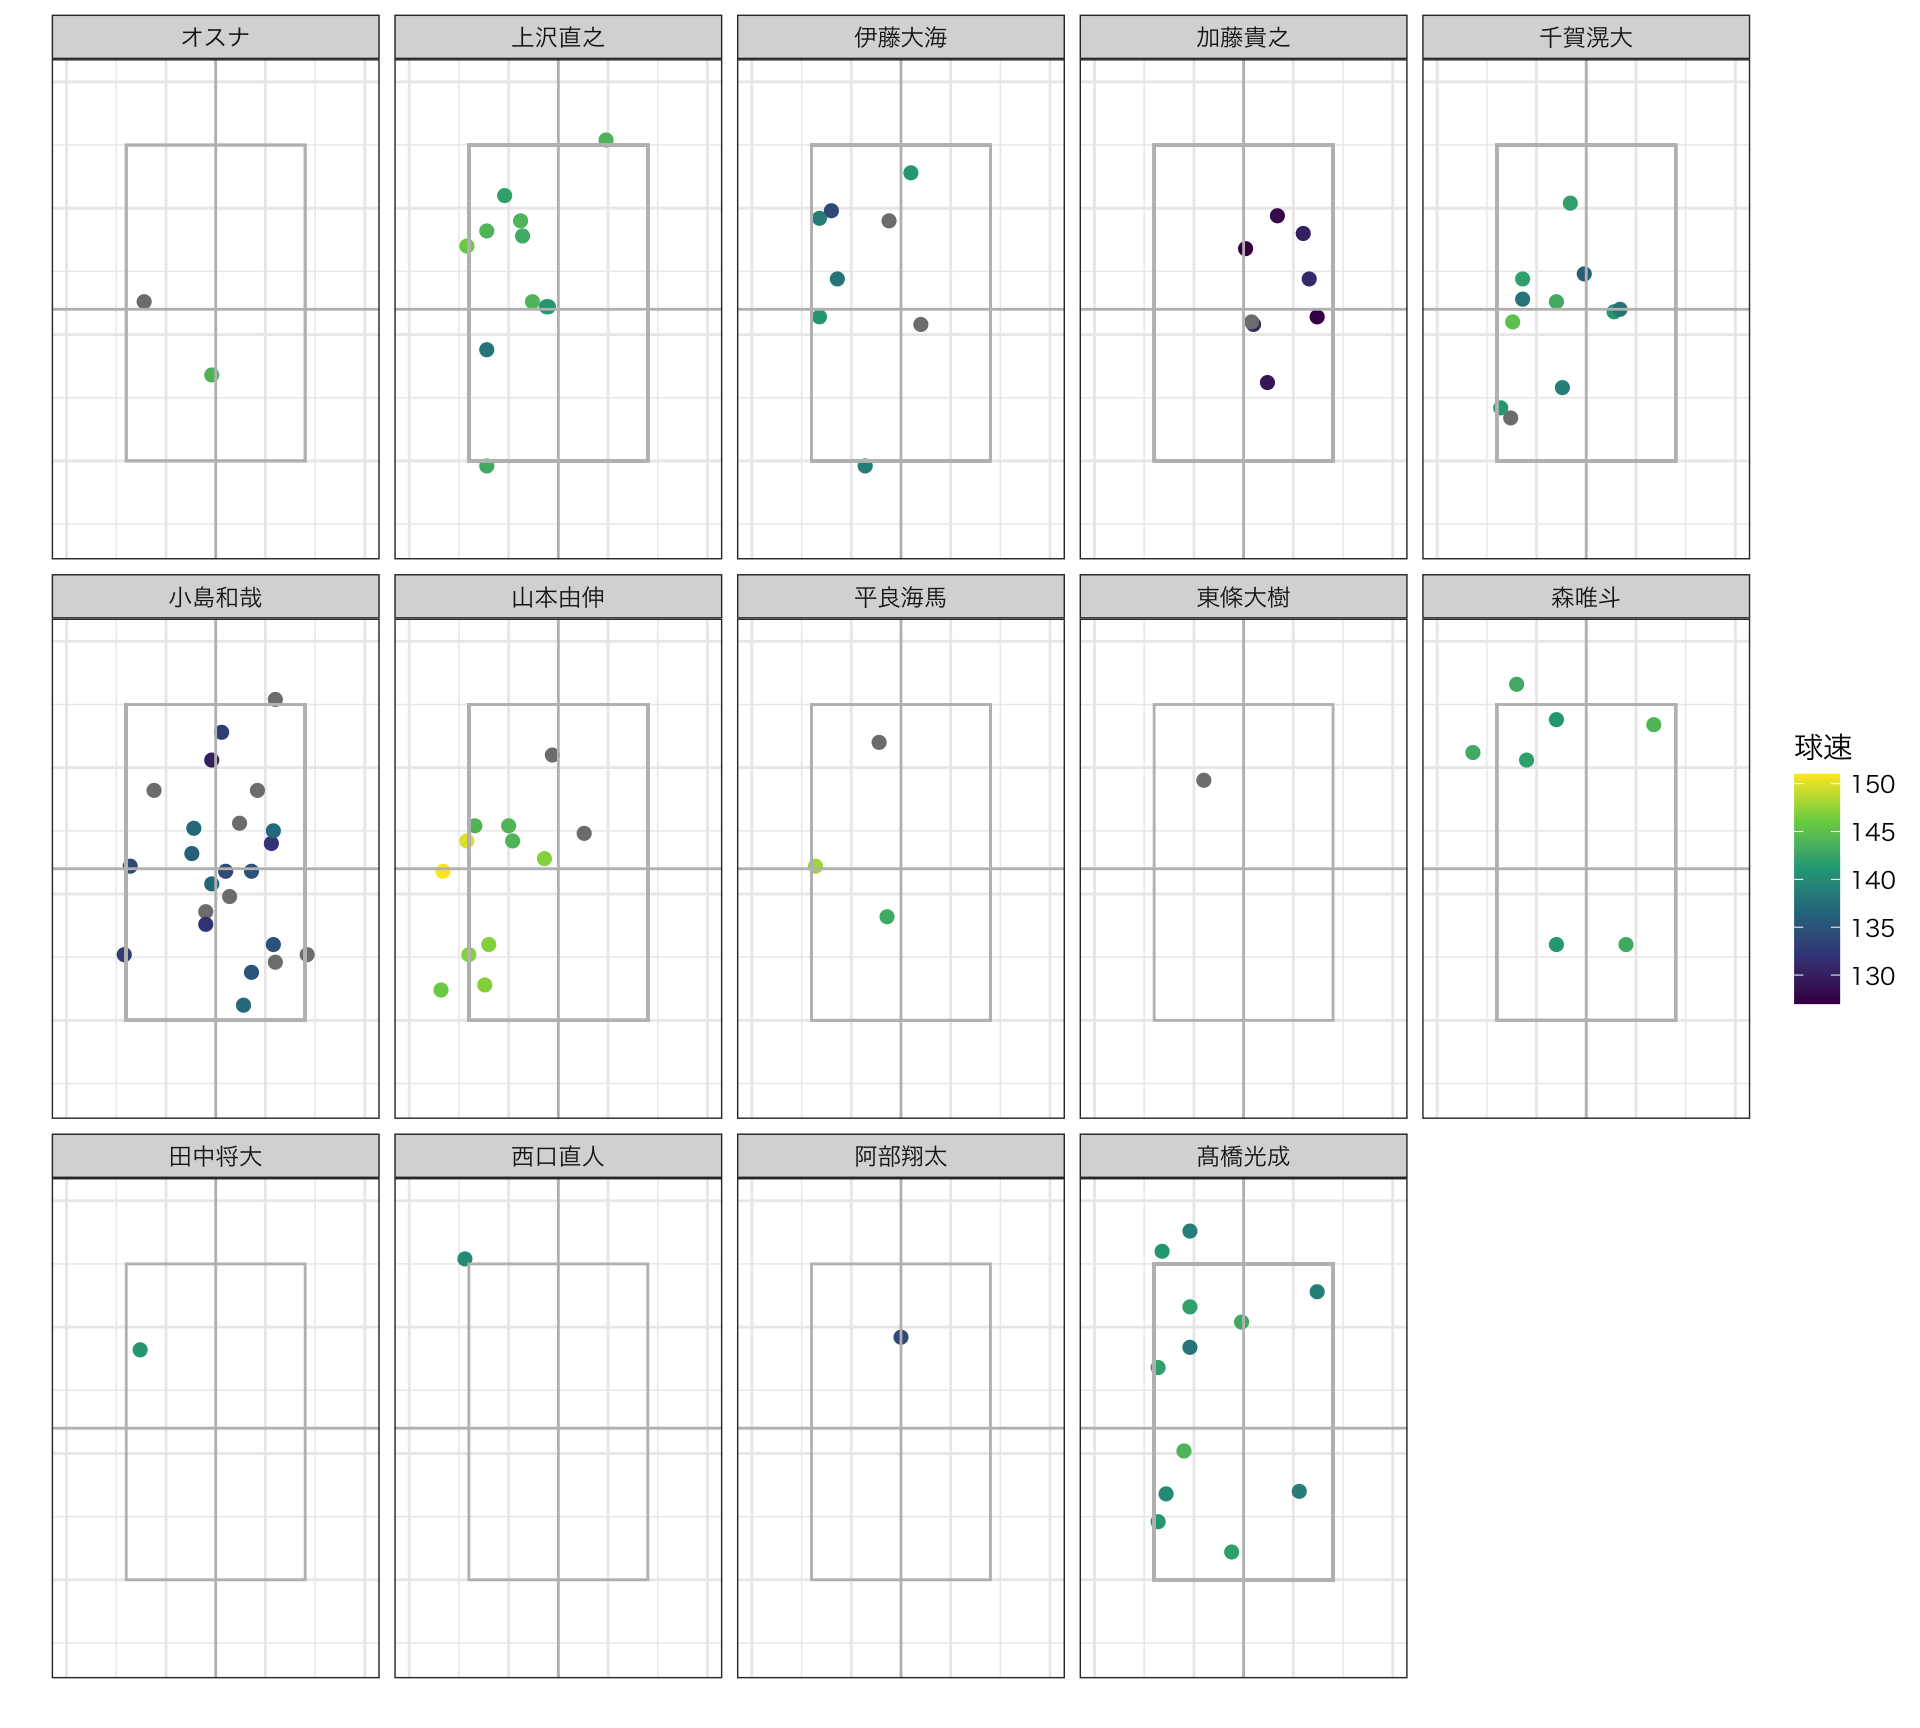 オスナ
上沢直之
伊藤大海
加藤貴之
千賀滉大
小島和哉
山本由伸
平良海馬
東條大樹
森唯斗
田中将大
西口直人
阿部翔太
髙橋光成
球速
150
145
140
135
130